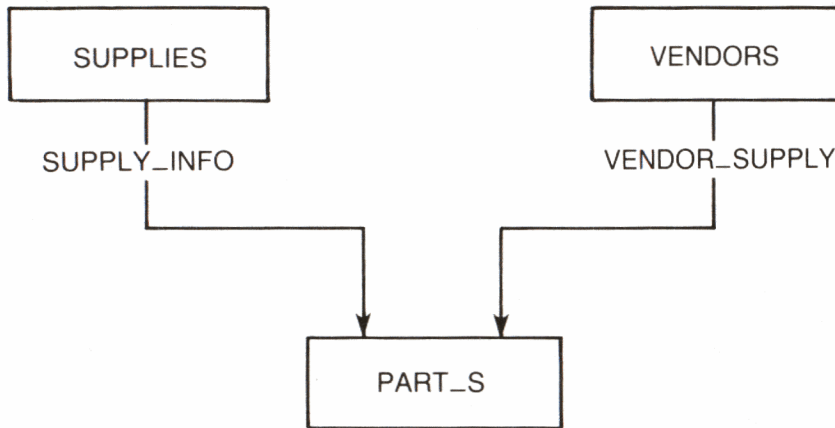 SUPPLIES
VENDORS
SUPPLY_INFO
VENDOR_SUPPLY
PART_S